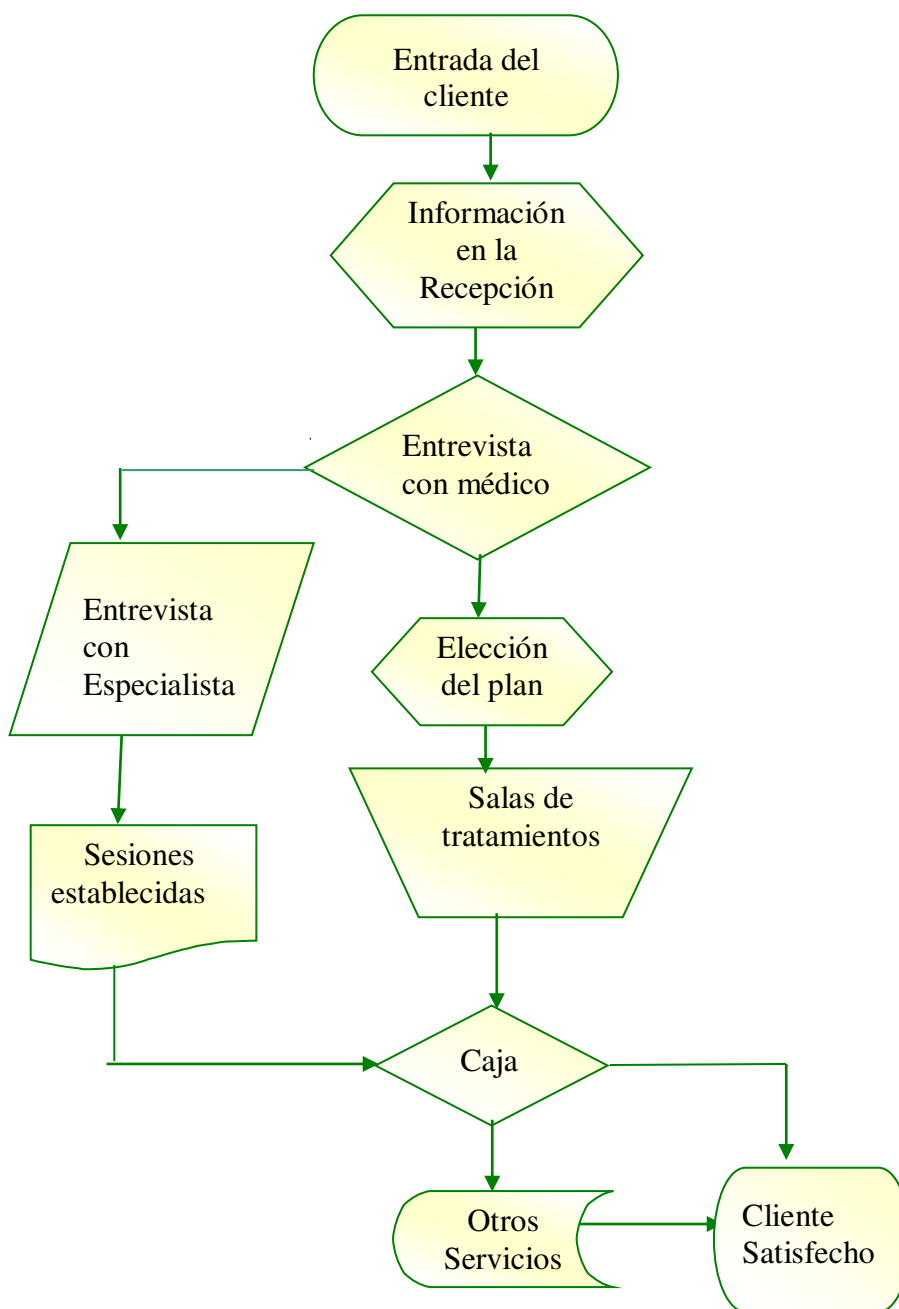 Entrada del
cliente
Información
en la
Recepción
Entrevista
con médico
Entrevista
con
Especialista
Elección
del plan
Salas de
tratamientos
Sesiones
establecidas
Caja
Otros
Servicios
Cliente
Satisfecho